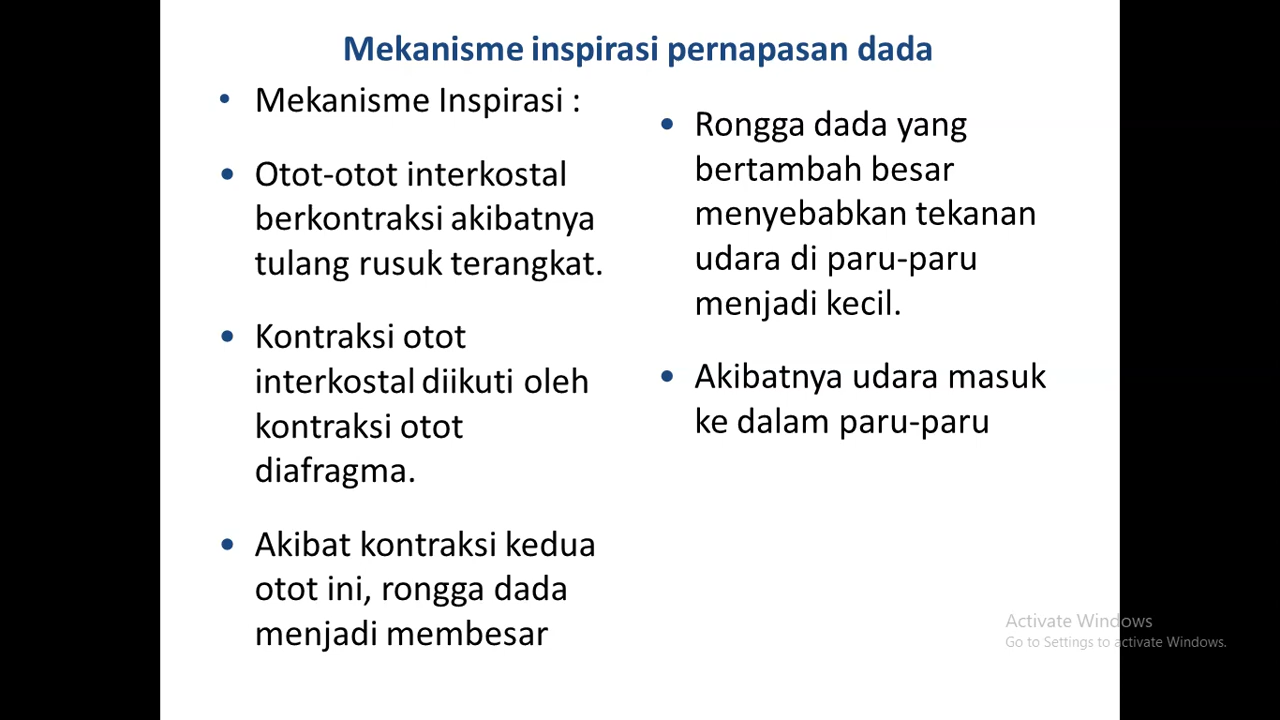 Mekanisme inspirasi pernapasan dada
• Mekanisme Inspirasi :
• Otot-otot interkostal
berkontraksi akibatnya
tulang rusuk terangkat.
• Kontraksi otot
interkostal diikuti oleh
kontraksi otot
diafragma.
• Akibat kontraksi kedua
otot ini, rongga dada
menjadi membesar
• Rongga dada yang
bertambah besar
menyebabkan tekanan
udara di paru-paru
menjadi kecil.
• Akibatnya udara masuk
ke dalam paru-paru
Activate Windows
Go to Settings to activate Windows.